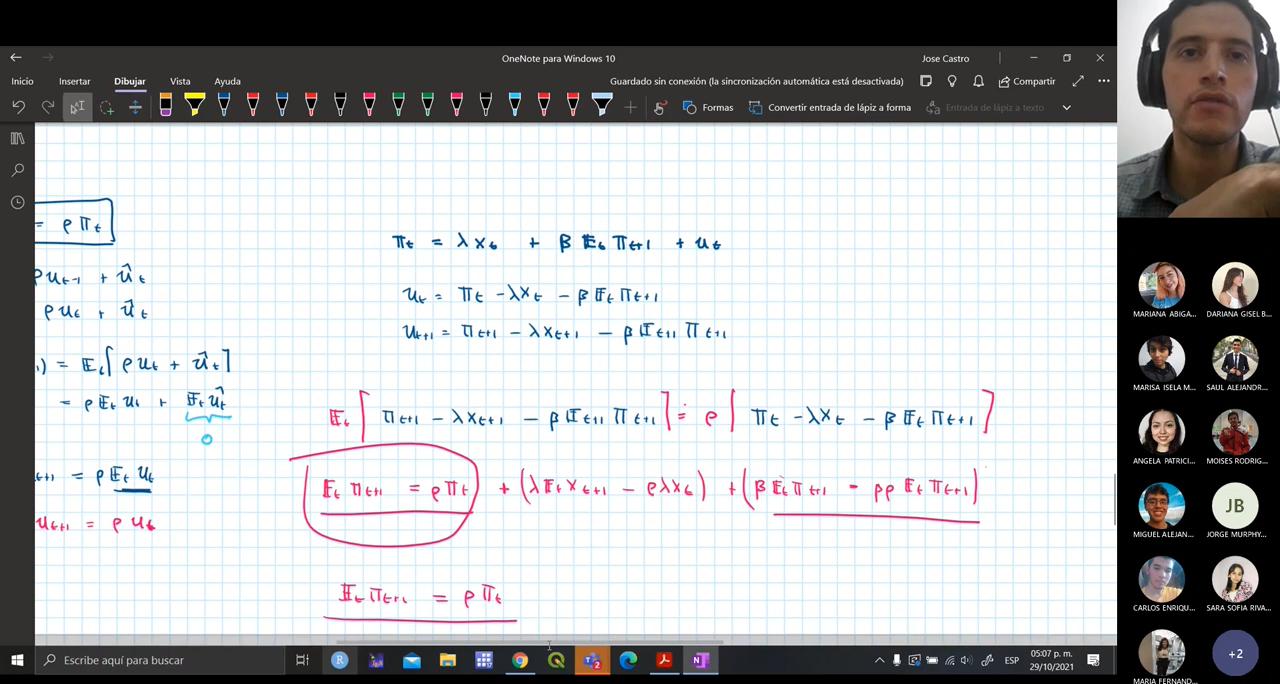 OneNote para Windows 10
Jose Castro
Inicio Insertar Dibujar Vista Ayuda
Guardado sin conexión (la sincronización automática está desactivada)
Compartir
Formas
Convertir entrada de lápiz a forma
Entrada de lápiz a texto
= ρ Πt
ρut-1 + ût
ρut + ût
) = 𝔼t[ρut + ût]
= ρ𝔼t ut + 𝔼t ût
0
t+1 = ρ 𝔼t ut
ut+1 = ρ ut
Πt = λxt + β 𝔼t Πt+1 + ut
ut = Πt - λxt - β 𝔼t Πt+1
ut+1 = Πt+1 - λxt+1 - β 𝔼t+1 Πt+1
𝔼t [Πt+1 - λxt+1 - β 𝔼t+1 Πt+1] = ρ [Πt - λxt - β 𝔼t Πt+1]
𝔼t Πt+1 = ρΠt + (λ𝔼t xt+1 - ρλxt) + (β 𝔼t Πt+1 - βρ 𝔼t Πt+1)
𝔼t Πt+1 = ρ Πt
MARIANA ABIGA...
DARIANA GISEL B...
MARISA ISELA M...
SAUL ALEJANDR...
ANGELA PATRICI...
MOISES RODRIG...
JB
MIGUEL ALEJAN...
JORGE MURPHY...
CARLOS ENRIQU...
SARA SOFIA RIVA...
+2
MARIA FERNAND...
Escribe aquí para buscar
ESP
05:07 p. m.
29/10/2021